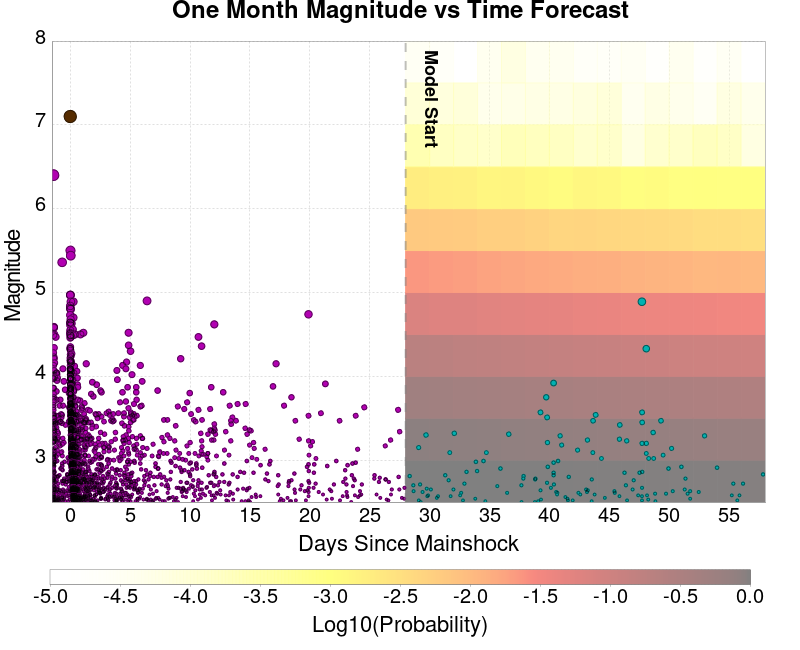 One Month Magnitude vs Time Forecast
8
7
6
5
4
3
Magnitude
Model Start
0 5 10 15 20 25 30 35 40 45 50 55
Days Since Mainshock
-5.0 -4.5 -4.0 -3.5 -3.0 -2.5 -2.0 -1.5 -1.0 -0.5 0.0
Log10(Probability)